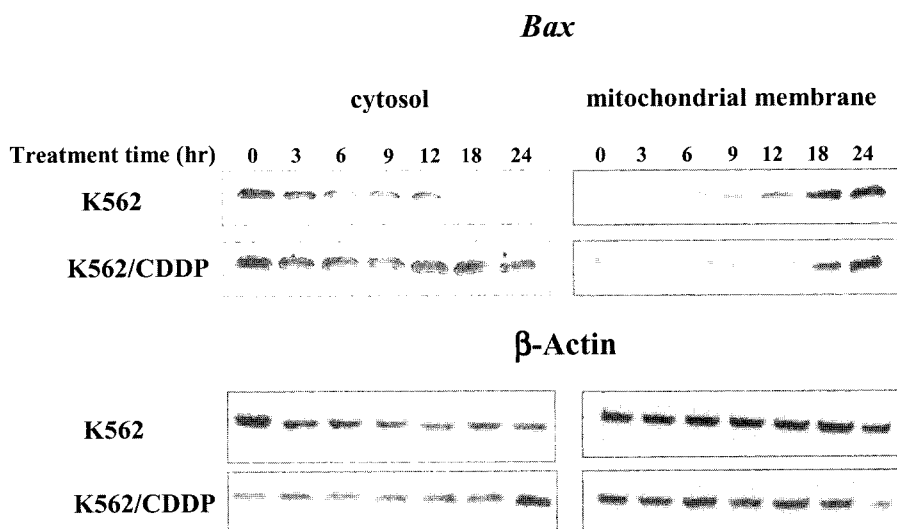 Bax
cytosol mitochondrial membrane
Treatment time (hr) 0 3 6 9 12 18 24 0 3 6 9 12 18 24
K562
K562/CDDP
β-Actin
K562
K562/CDDP